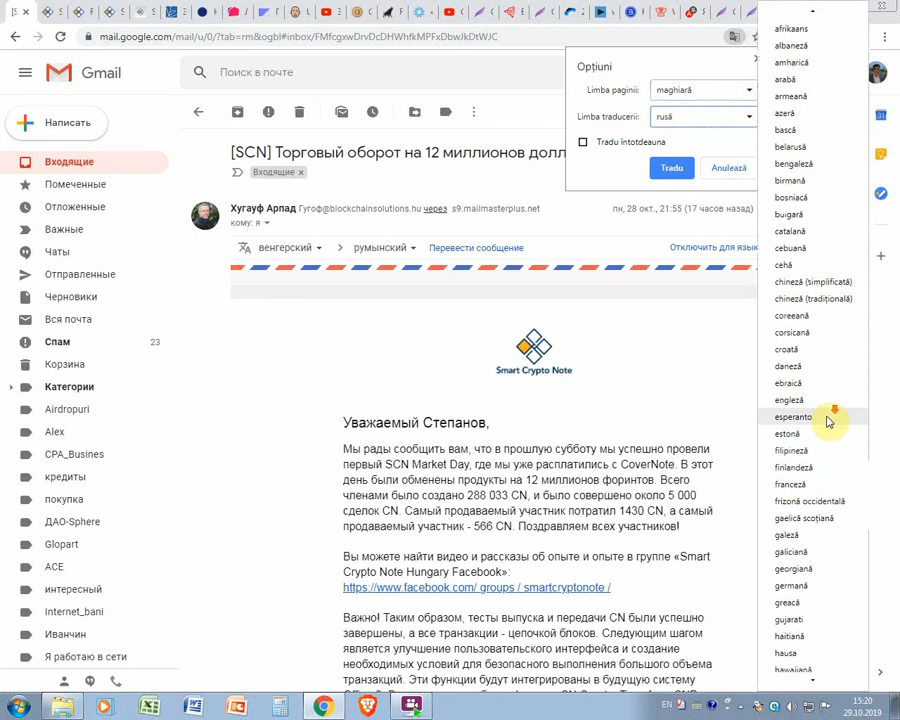 mail.google.com/mail/u/0/?tab=rm&ogbl#inbox/FMfcgxwDrvDcDHWhfkMPFxDbwJkDtWJC
Gmail
Поиск в почте
Написать
Входящие
Помеченные
Отложенные
Важные
Чаты
Отправленные
Черновики
Вся почта
Спам 23
Корзина
Категории
Airdropuri
Alex
CPA_Busines
кредиты
покупка
ДАО-Sphere
Glopart
ACE
интересный
Internet_bani
Иванчин
Я работаю в сети
[SCN] Торговый оборот на 12 миллионов долл
Входящие ×
Хугауф Арпад Гугоф@blockchainsolutions.hu через s9.mailmasterplus.net
пн, 28 окт., 21:55 (17 часов назад)
кому: я
венгерский
румынский
Перевести сообщение
Отключить для язык
Smart Crypto Note
Уважаемый Степанов,
Мы рады сообщить вам, что в прошлую субботу мы успешно провели
первый SCN Market Day, где мы уже расплатились с CoverNote. В этот
день были обменены продукты на 12 миллионов форинтов. Всего
членами было создано 288 033 CN, и было совершено около 5 000
сделок CN. Самый продаваемый участник потратил 1430 CN, а самый
продаваемый участник - 566 CN. Поздравляем всех участников!
Вы можете найти видео и рассказы об опыте и опыте в группе «Smart
Crypto Note Hungary Facebook»:
https://www.facebook.com/ groups / smartcryptonote /
Важно! Таким образом, тесты выпуска и передачи CN были успешно
завершены, а все транзакции - цепочкой блоков. Следующим шагом
является улучшение пользовательского интерфейса и создание
необходимых условий для безопасного выполнения большого объема
транзакций. Эти функции будут интегрированы в будущую систему
Opțiuni
Limba paginii: maghiară
Limba traducerii: rusă
Tradu întotdeauna
Tradu
Anulează
afrikaans
albaneză
amharică
arabă
armeană
azeră
bască
belarusă
bengaleză
birmană
bosniacă
bulgară
catalană
cebuană
cehă
chineză (simplificată)
chineză (tradițională)
coreeană
corsicană
croată
daneză
ebraică
engleză
esperanto
estonă
filipineză
finlandeză
franceză
frizonă occidentală
gaelică scoțiană
galeză
galiciană
georgiană
germană
greacă
gujarati
haitiană
hausa
hawaiiană
EN
15:20
29.10.2019